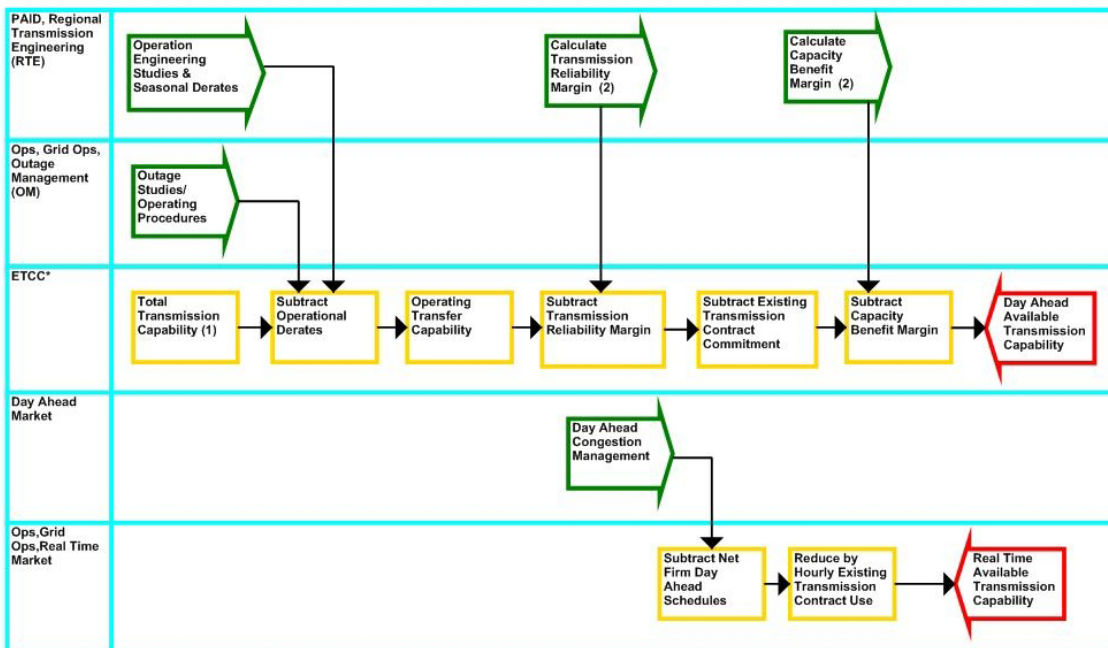 PAID, Regional
Transmission
Engineering
(RTE)
Operation
Engineering
Studies &
Seasonal Derates
Calculate
Transmission
Reliability
Margin (2)
Calculate
Capacity
Benefit
Margin (2)
Ops, Grid Ops,
Outage
Management
(OM)
Outage
Studies/
Operating
Procedures
ETCC*
Total
Transmission
Capability (1)
Subtract
Operational
Derates
Operating
Transfer
Capability
Subtract
Transmission
Reliability Margin
Subtract Existing
Transmission
Contract
Commitment
Subtract
Capacity
Benefit Margin
Day Ahead
Available
Transmission
Capability
Day Ahead
Market
Day Ahead
Congestion
Management
Ops,Grid
Ops,Real Time
Market
Subtract Net
Firm Day
Ahead
Schedules
Reduce by
Hourly Existing
Transmission
Contract Use
Real Time
Available
Transmission
Capability